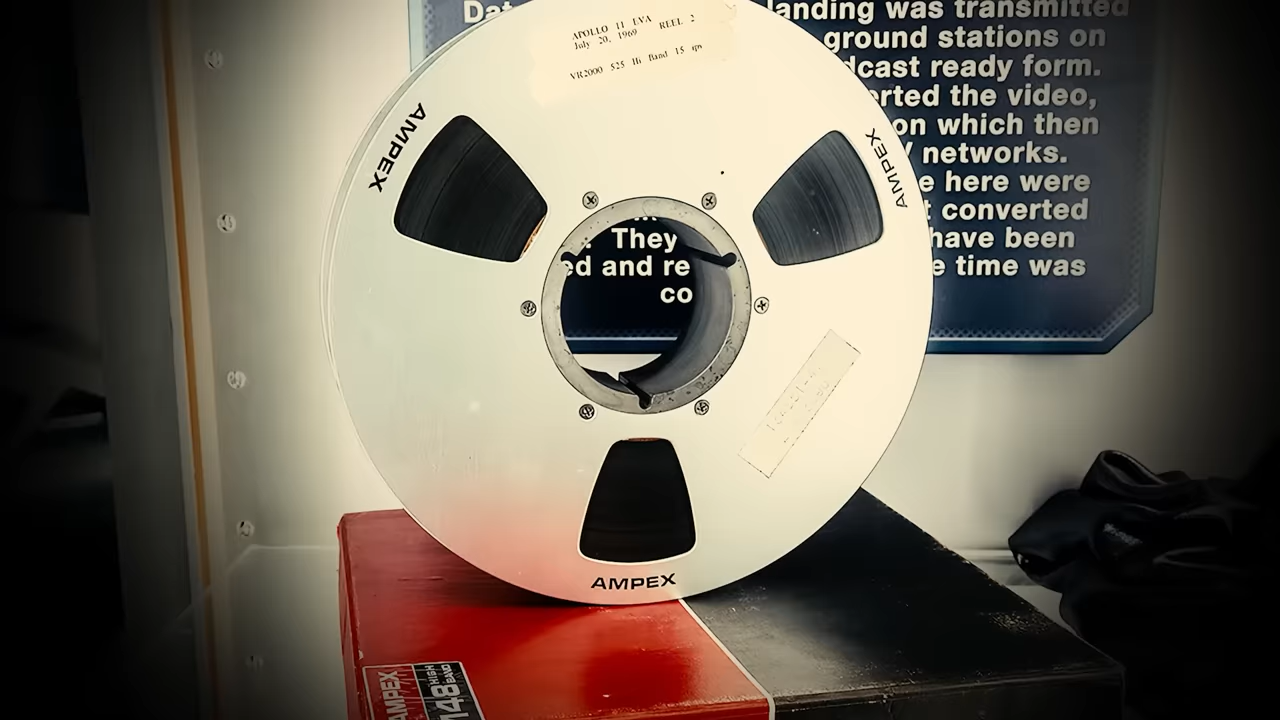 Dat
landing was transmitted
ground stations on
dcast ready form.
erted the video,
on which then
networks.
e here were
converted
have been
e time was
They
ed and re
co
APOLLO 11 EVA REEL 2
July 20, 1969
VR2000 525 Hi Band 15 ips
AMPEX
AMPEX
AMPEX
AMPEX
148 HIGH BAND